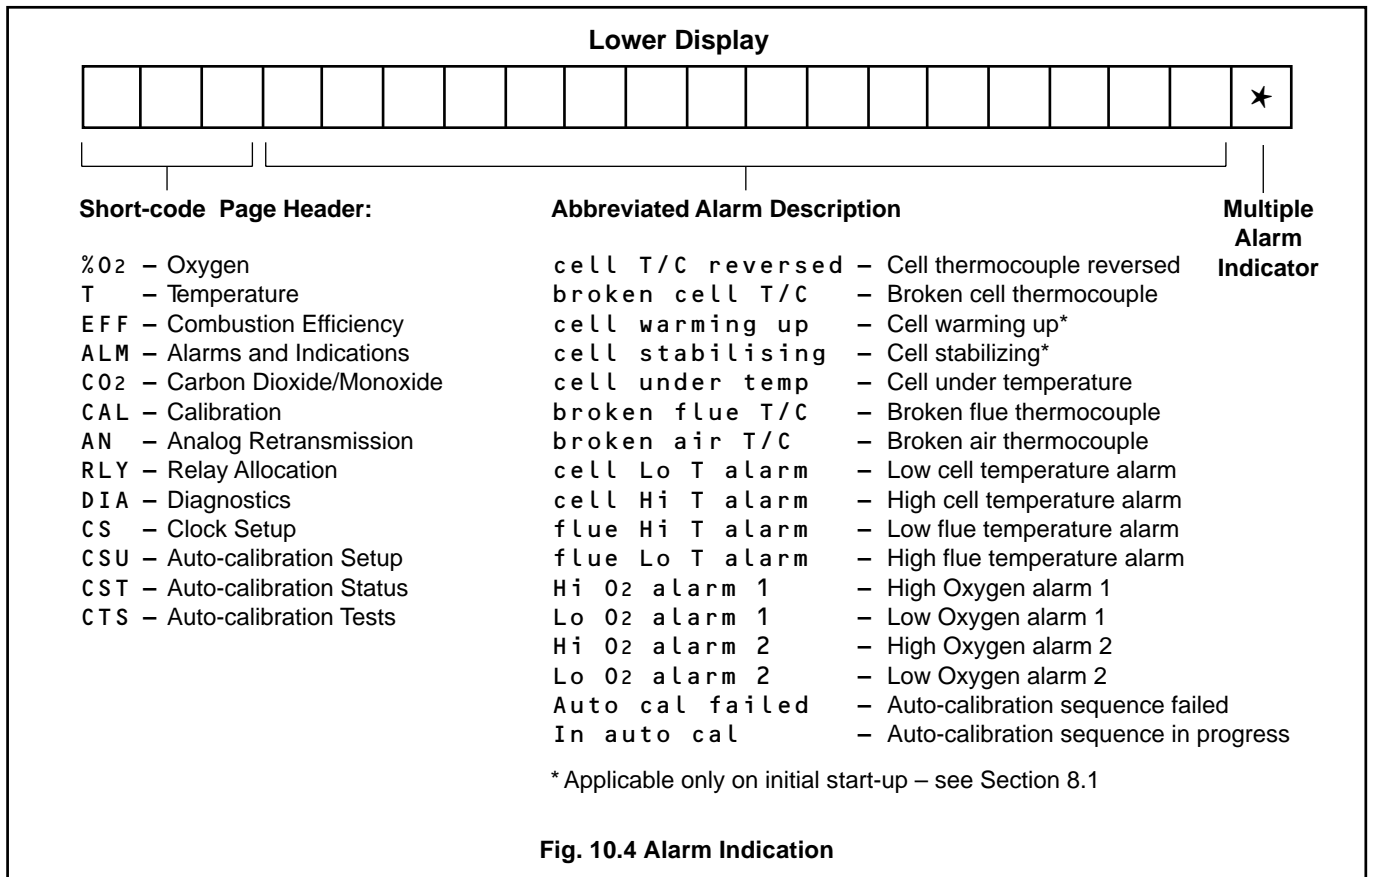 Lower Display
★
Short-code Page Header:
%O2 – Oxygen
T – Temperature
EFF – Combustion Efficiency
ALM – Alarms and Indications
CO2 – Carbon Dioxide/Monoxide
CAL – Calibration
AN – Analog Retransmission
RLY – Relay Allocation
DIA – Diagnostics
CS – Clock Setup
CSU – Auto-calibration Setup
CST – Auto-calibration Status
CTS – Auto-calibration Tests
Abbreviated Alarm Description
cell T/C reversed – Cell thermocouple reversed
broken cell T/C – Broken cell thermocouple
cell warming up – Cell warming up*
cell stabilising – Cell stabilizing*
cell under temp – Cell under temperature
broken flue T/C – Broken flue thermocouple
broken air T/C – Broken air thermocouple
cell Lo T alarm – Low cell temperature alarm
cell Hi T alarm – High cell temperature alarm
flue Hi T alarm – Low flue temperature alarm
flue Lo T alarm – High flue temperature alarm
Hi O2 alarm 1 – High Oxygen alarm 1
Lo O2 alarm 1 – Low Oxygen alarm 1
Hi O2 alarm 2 – High Oxygen alarm 2
Lo O2 alarm 2 – Low Oxygen alarm 2
Auto cal failed – Auto-calibration sequence failed
In auto cal – Auto-calibration sequence in progress
* Applicable only on initial start-up – see Section 8.1
Multiple
Alarm
Indicator
Fig. 10.4 Alarm Indication